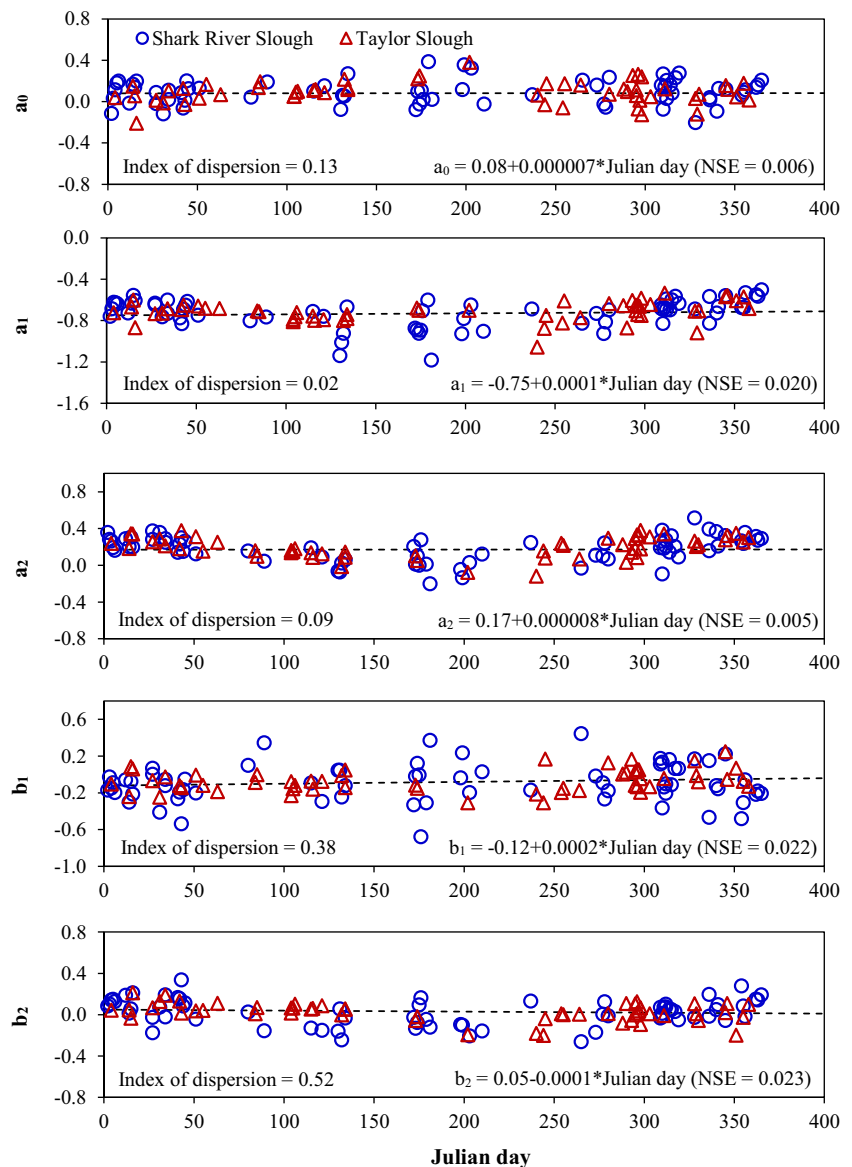 0.8
Shark River Slough Taylor Slough
0.4
a₀
0.0
-0.4
Index of dispersion = 0.13 a₀ = 0.08+0.000007*Julian day (NSE = 0.006)
-0.8
0 50 100 150 200 250 300 350 400
0.0
-0.4
a₁
-0.8
-1.2
Index of dispersion = 0.02 a₁ = -0.75+0.0001*Julian day (NSE = 0.020)
-1.6
0 50 100 150 200 250 300 350 400
0.8
0.4
a₂
0.0
-0.4
Index of dispersion = 0.09 a₂ = 0.17+0.000008*Julian day (NSE = 0.005)
-0.8
0 50 100 150 200 250 300 350 400
0.6
0.2
b₁
-0.2
-0.6
Index of dispersion = 0.38 b₁ = -0.12+0.0002*Julian day (NSE = 0.022)
-1.0
0 50 100 150 200 250 300 350 400
0.8
0.4
b₂
0.0
-0.4
Index of dispersion = 0.52 b₂ = 0.05-0.0001*Julian day (NSE = 0.023)
-0.8
0 50 100 150 200 250 300 350 400
Julian day